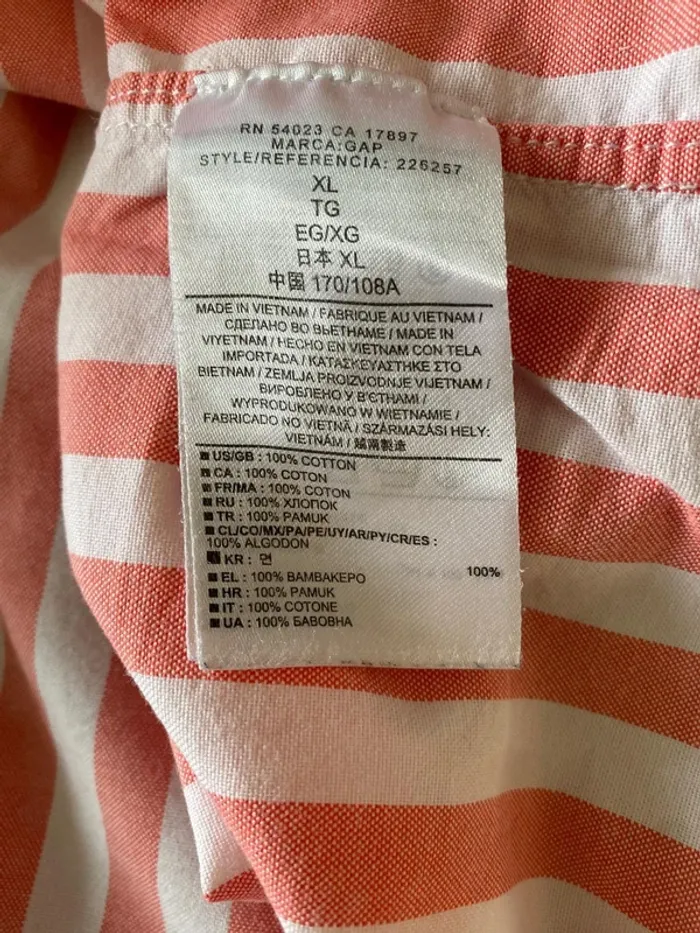 RN 54023 CA 17897
MARCA:GAP
STYLE/REFERENCIA: 226257
XL
TG
EG/XG
日本 XL
中国 170/108A
MADE IN VIETNAM / FABRIQUE AU VIETNAM /
СДЕЛАНО ВО ВЬЕТНАМЕ / MADE IN
VIYETNAM / HECHO EN VIETNAM CON TELA
IMPORTADA / ΚΑΤΑΣΚΕΥΑΣΤΗΚΕ ΣΤΟ
ΒΙΕΤΝΑΜ / ZEMLJA PROIZVODNJE VIJETNAM /
ВИРОБЛЕНО У В'ЄТНАМІ /
WYPRODUKOWANO W WIETNAMIE /
FABRICADO NO VIETNÃ / SZÁRMAZÁSI HELY:
VIETNÁM / 越南製造
US/GB : 100% COTTON
CA : 100% COTON
FR/MA : 100% COTON
RU : 100% ХЛОПОК
TR : 100% PAMUK
CL/CO/MX/PA/PE/UY/AR/PY/CR/ES :
100% ALGODON
KR : 면 100%
EL : 100% ΒΑΜΒΑΚΕΡΟ
HR : 100% PAMUK
IT : 100% COTONE
UA : 100% БАВОВНА